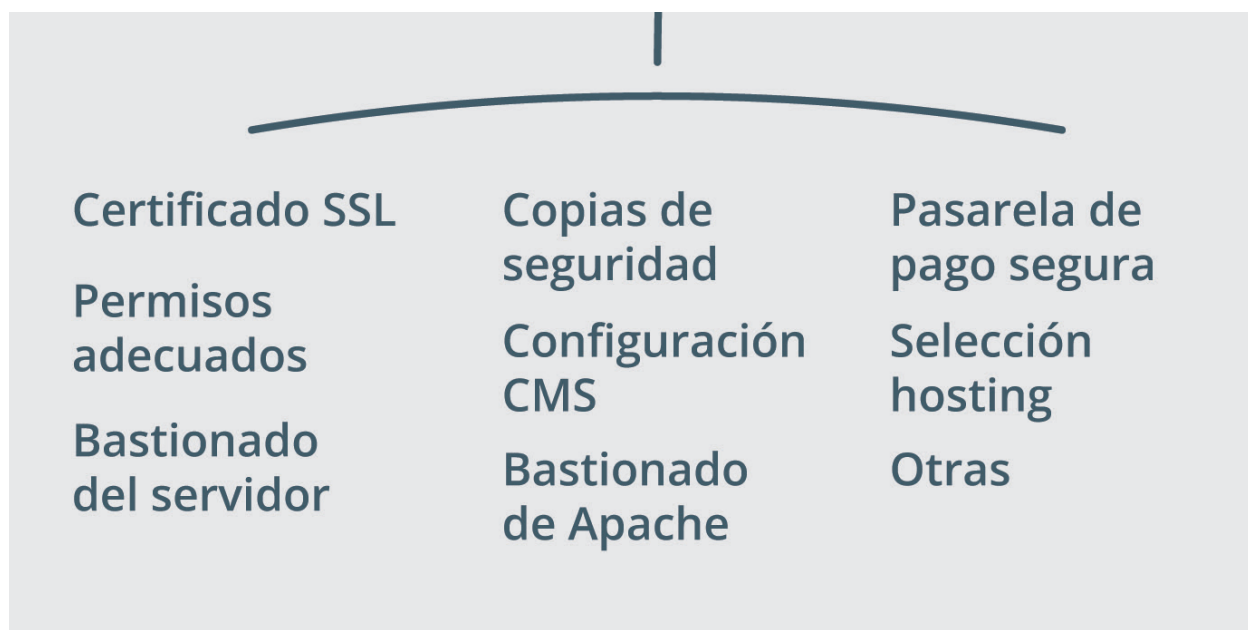 Certificado SSL
Permisos
adecuados
Bastionado
del servidor
Copias de
seguridad
Configuración
CMS
Bastionado
de Apache
Pasarela de
pago segura
Selección
hosting
Otras